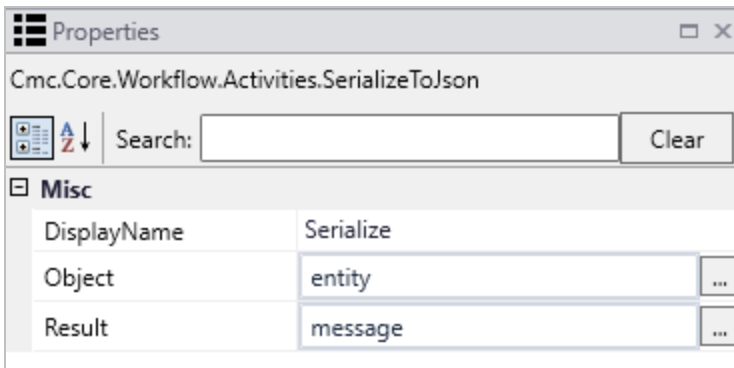 Properties
Cmc.Core.Workflow.Activities.SerializeToJson
A Z Search: Clear
Misc
DisplayName Serialize
Object entity ...
Result message ...